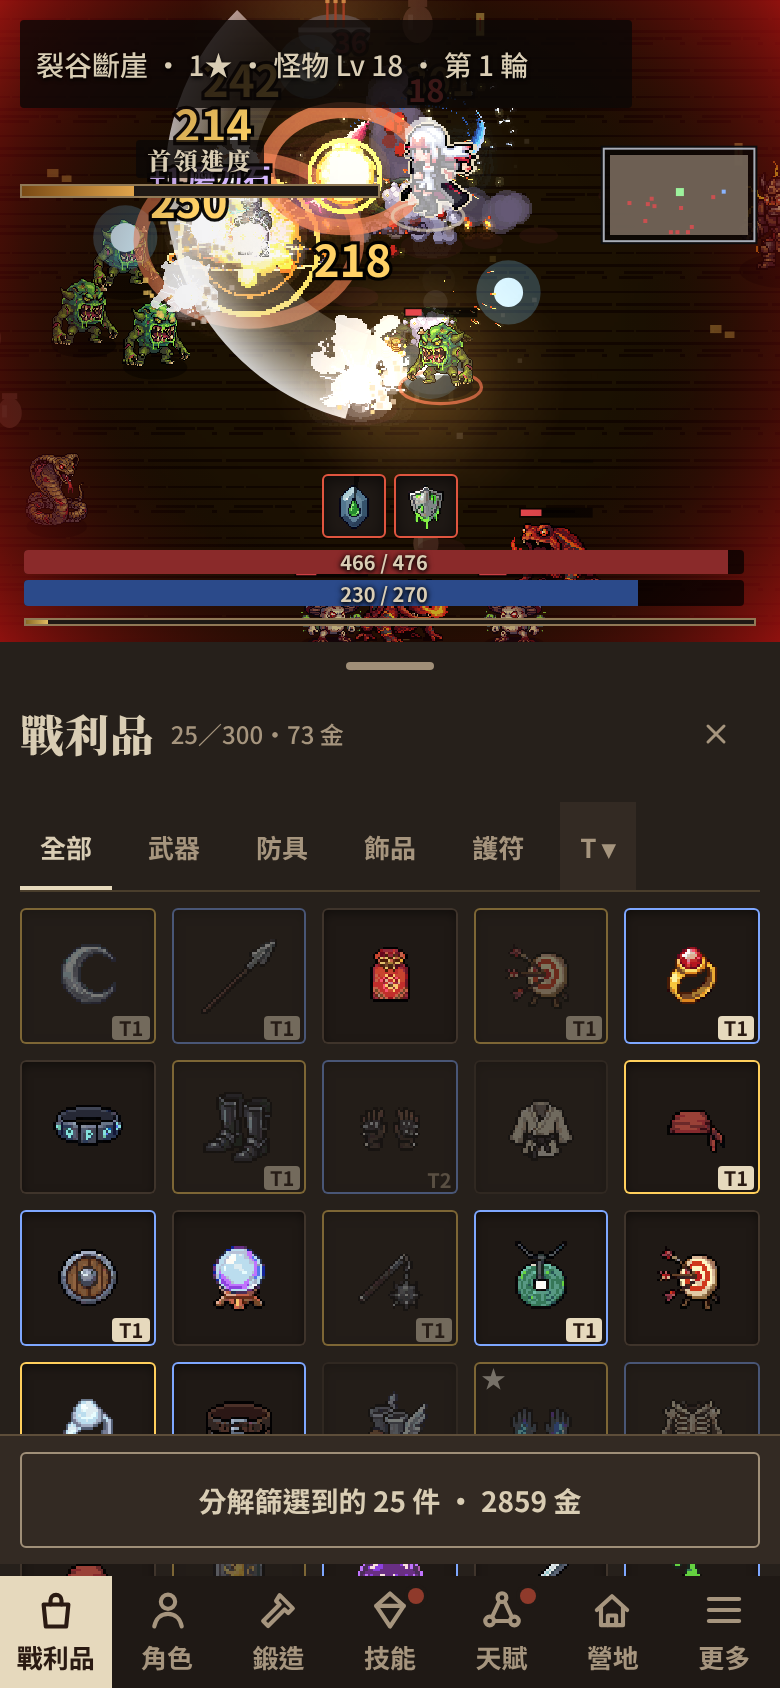 裂谷斷崖 • 1★ • 怪物 Lv 18 • 第 1 輪
36
242
18
214
首領進度
250
218
466 / 476
230 / 270
戰利品 25／300・73 金
全部 武器 防具 飾品 護符 T ▾
T1 T1 T1 T1
T1 T2 T1
T1 T1 T1
★
分解篩選到的 25 件 • 2859 金
戰利品 角色 鍛造 技能 天賦 營地 更多